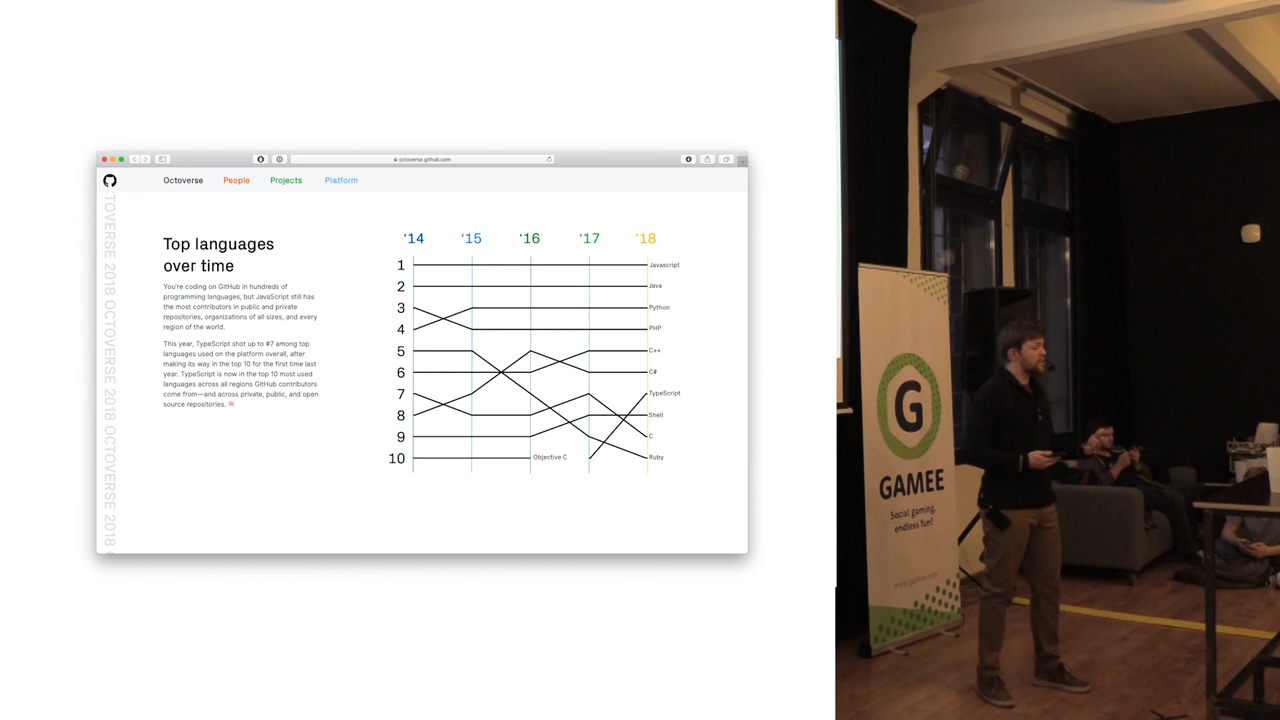 octoverse.github.com
Octoverse People Projects Platform
TOVERSE 2018 OCTOVERSE 2018 OCTOVERSE 2018 O
Top languages
over time
You're coding on GitHub in hundreds of
programming languages, but JavaScript still has
the most contributors in public and private
repositories, organizations of all sizes, and every
region of the world.
This year, TypeScript shot up to #7 among top
languages used on the platform overall, after
making its way in the top 10 for the first time last
year. TypeScript is now in the top 10 most used
languages across all regions GitHub contributors
come from—and across private, public, and open
source repositories.
'14 '15 '16 '17 '18
1 Javascript
2 Java
3 Python
4 PHP
5 C++
6 C#
7 TypeScript
8 Shell
9 C
10 Objective C Ruby
G
GAMEE
Social gaming,
endless fun!
www.gamee.com